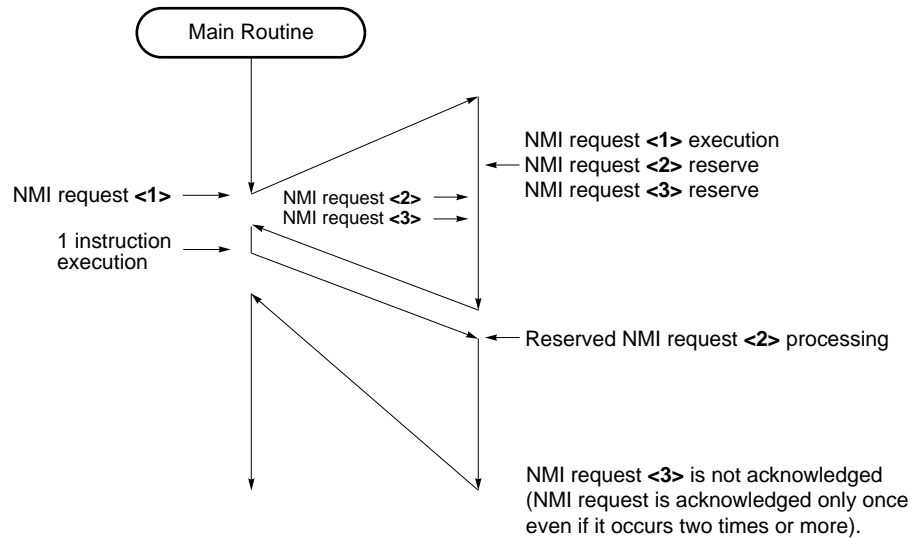 Main Routine
NMI request <1> execution
NMI request <2> reserve
NMI request <3> reserve
NMI request <1>
NMI request <2>
NMI request <3>
1 instruction
execution
Reserved NMI request <2> processing
NMI request <3> is not acknowledged
(NMI request is acknowledged only once
even if it occurs two times or more).